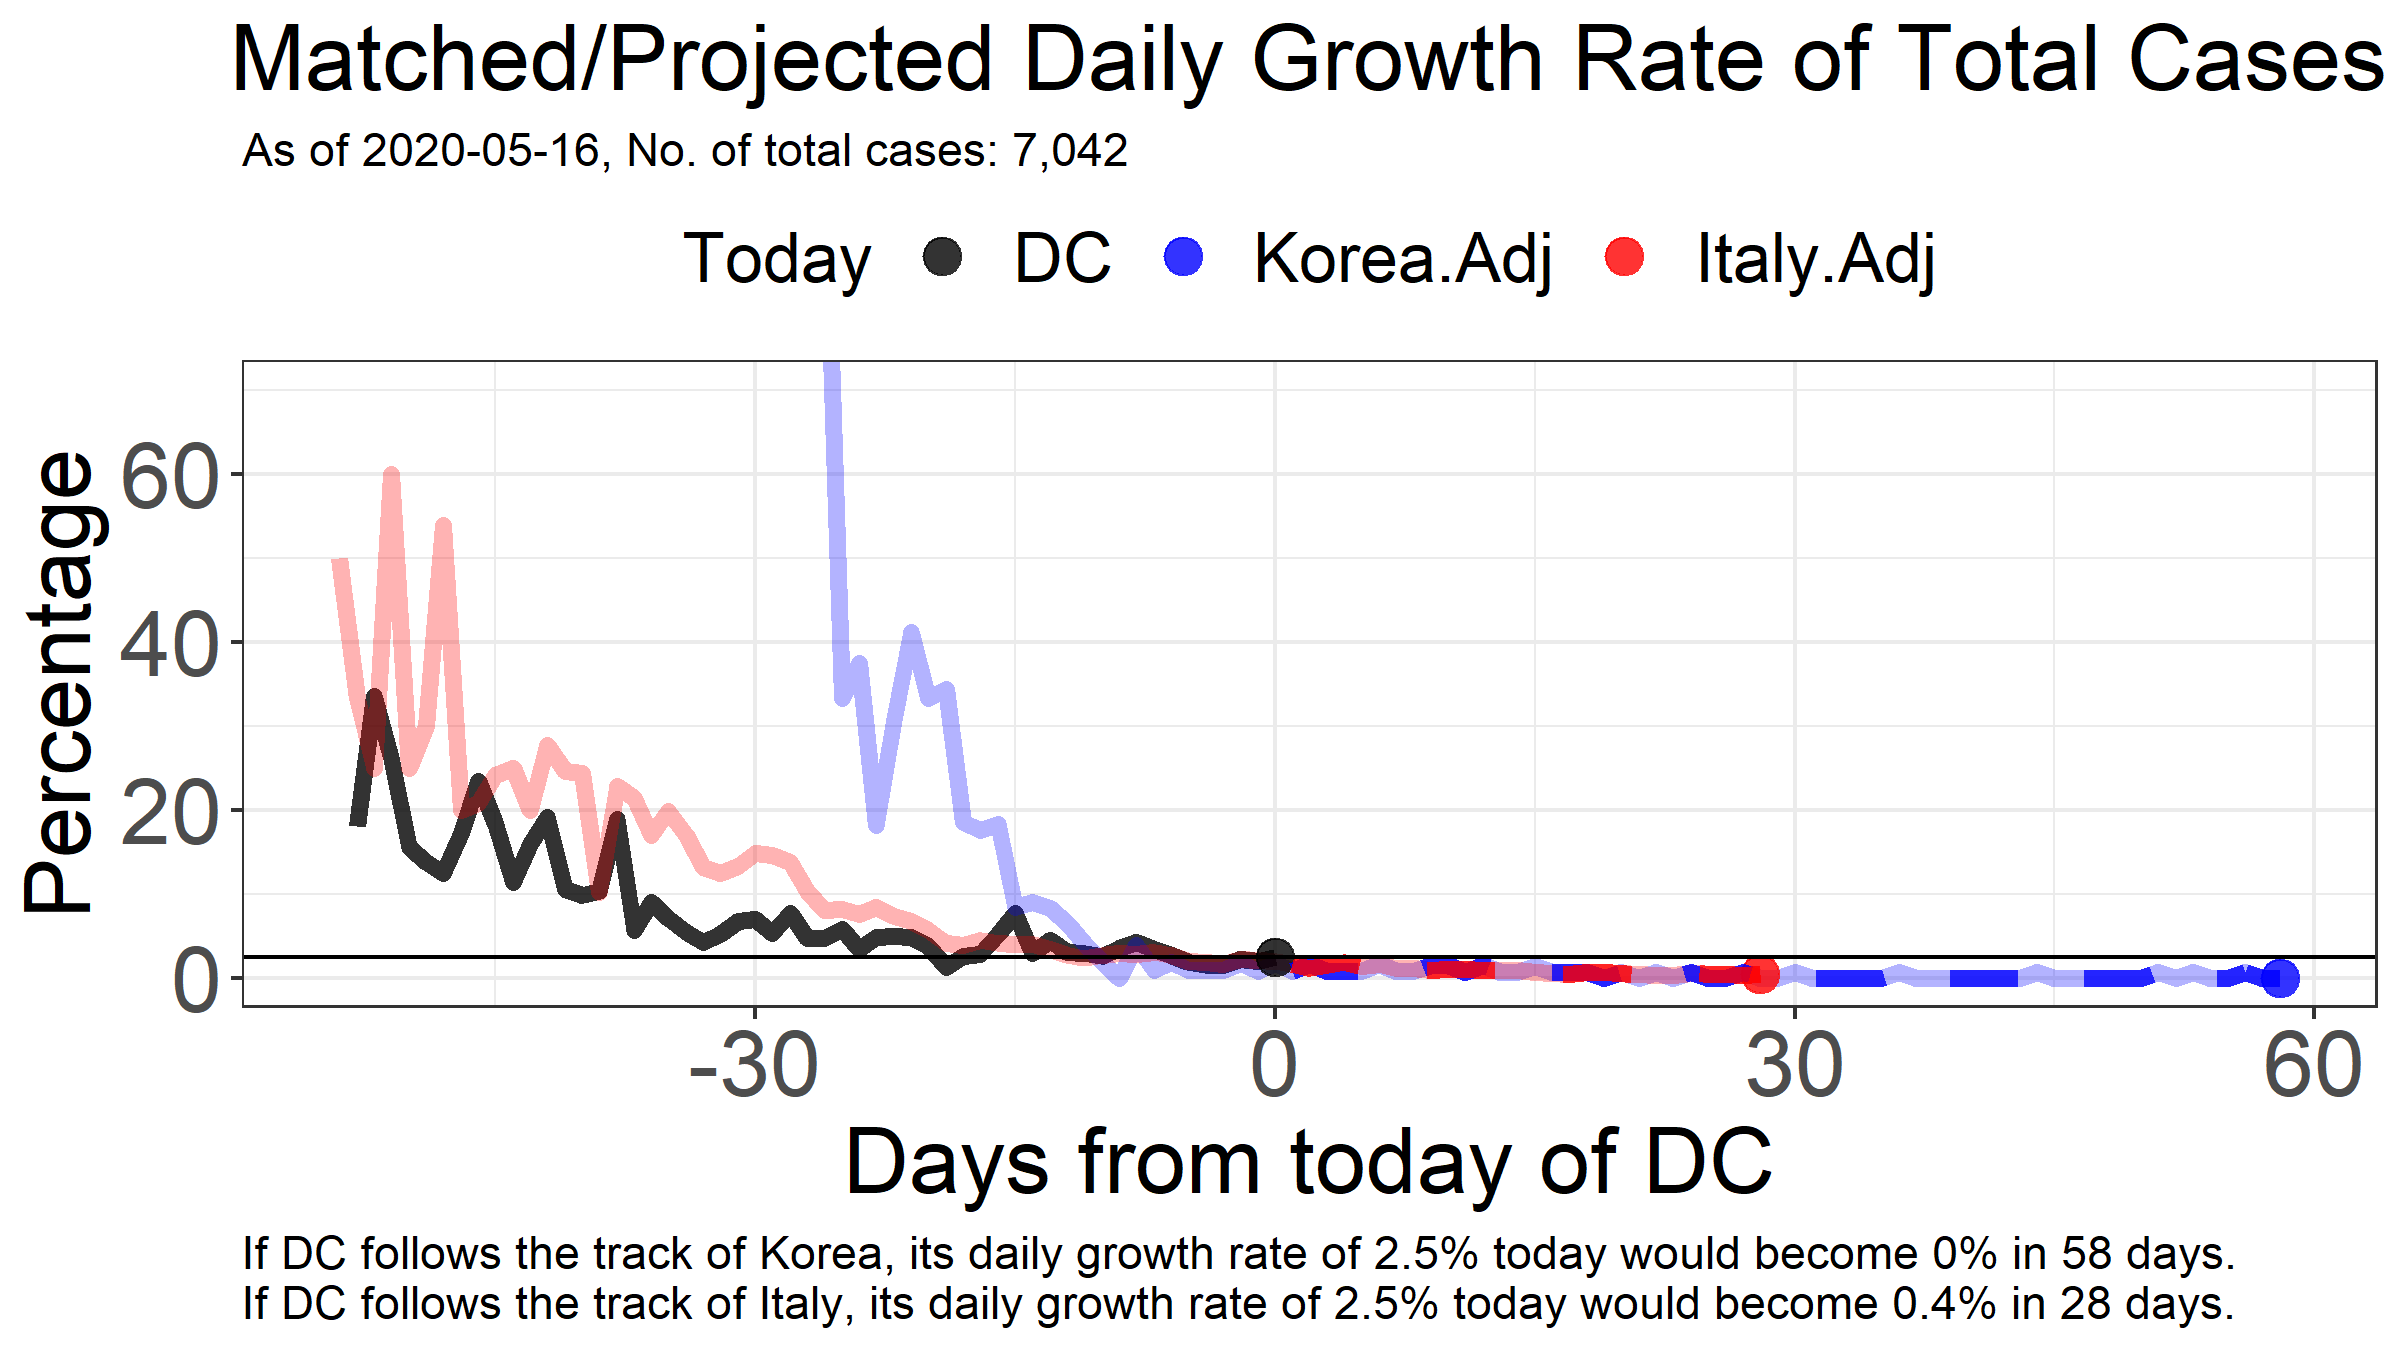 Matched/Projected Daily Growth Rate of Total Cases
As of 2020-05-16, No. of total cases: 7,042
Today DC Korea.Adj Italy.Adj
Percentage
60
40
20
0
-30 0 30 60
Days from today of DC
If DC follows the track of Korea, its daily growth rate of 2.5% today would become 0% in 58 days.
If DC follows the track of Italy, its daily growth rate of 2.5% today would become 0.4% in 28 days.